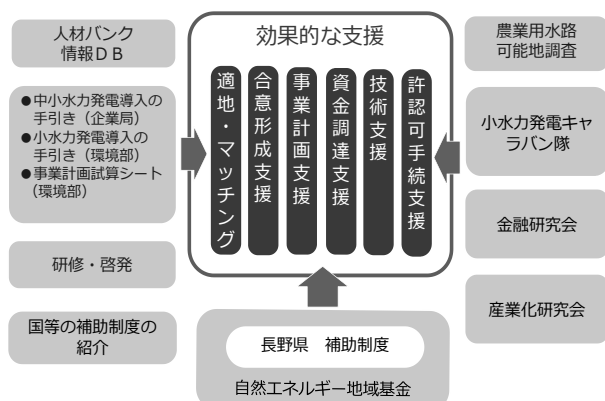 人材バンク
情報ＤＢ
●中小水力発電導入の
手引き（企業局）
●小水力発電導入の
手引き（環境部）
●事業計画試算シート
（環境部）
研修・啓発
国等の補助制度の
紹介
効果的な支援
適地・マッチング
合意形成支援
事業計画支援
資金調達支援
技術支援
許認可手続支援
長野県　補助制度
自然エネルギー地域基金
農業用水路
可能地調査
小水力発電キャ
ラバン隊
金融研究会
産業化研究会